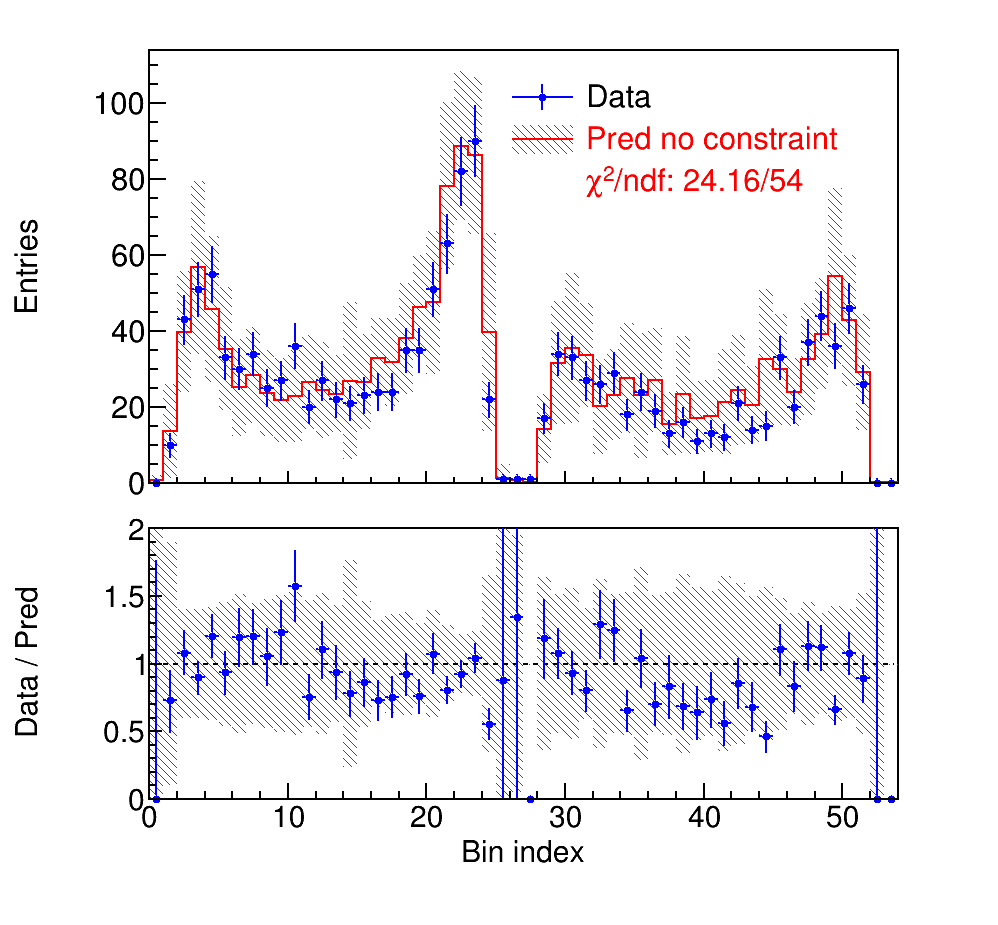 Entries
100
80
60
40
20
0
Data
Pred no constraint
χ²/ndf: 24.16/54
Data / Pred
2
1.5
1
0.5
0
0 10 20 30 40 50
Bin index